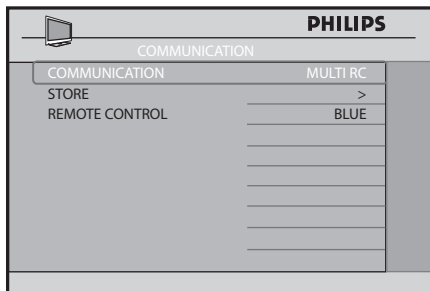 PHILIPS
COMMUNICATION
COMMUNICATION MULTI RC
STORE >
REMOTE CONTROL BLUE